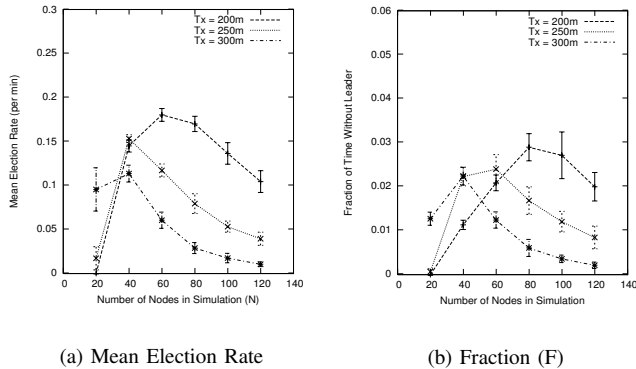 0.3
0.25
0.2
0.15
0.1
0.05
0
Mean Election Rate (per min)
0 20 40 60 80 100 120 140
Number of Nodes in Simulation (N)
Tx = 200m
Tx = 250m
Tx = 300m
(a) Mean Election Rate
0.06
0.05
0.04
0.03
0.02
0.01
0
Fraction of Time Without Leader
0 20 40 60 80 100 120 140
Number of Nodes in Simulation
Tx = 200m
Tx = 250m
Tx = 300m
(b) Fraction (F)